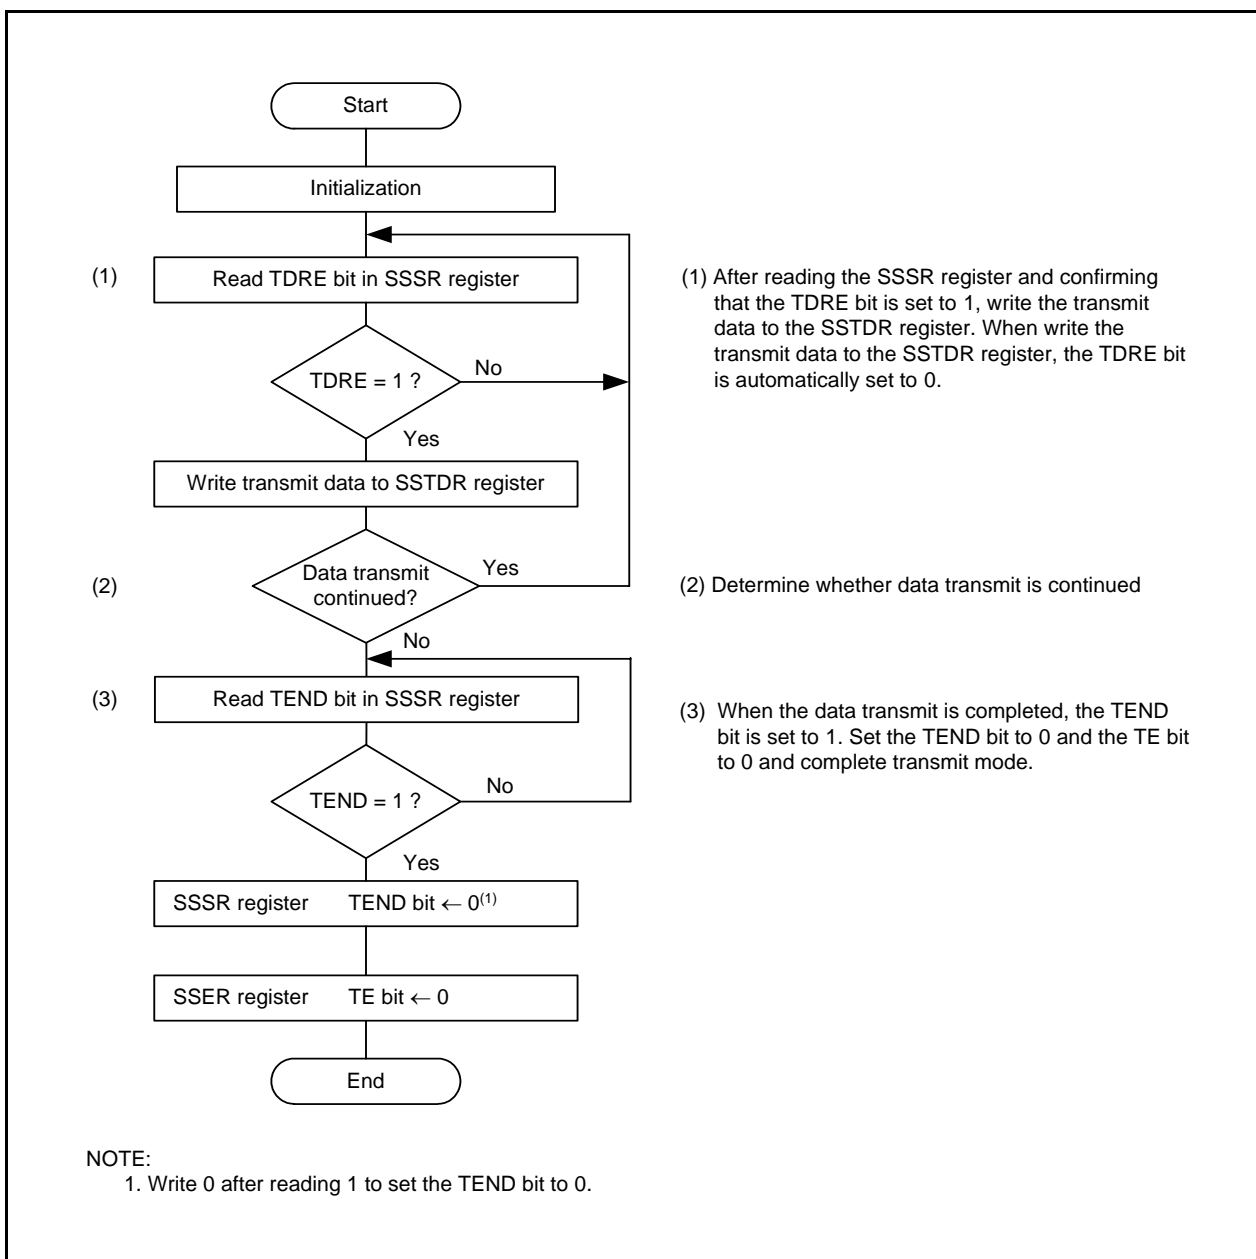 Start
Initialization
(1)
Read TDRE bit in SSSR register
(1) After reading the SSSR register and confirming
that the TDRE bit is set to 1, write the transmit
data to the SSTDR register. When write the
transmit data to the SSTDR register, the TDRE bit
is automatically set to 0.
TDRE = 1 ?
No
Yes
Write transmit data to SSTDR register
(2)
Data transmit
continued?
Yes
(2) Determine whether data transmit is continued
No
(3)
Read TEND bit in SSSR register
(3) When the data transmit is completed, the TEND
bit is set to 1. Set the TEND bit to 0 and the TE bit
to 0 and complete transmit mode.
TEND = 1 ?
No
Yes
SSSR register TEND bit ← 0(1)
SSER register TE bit ← 0
End
NOTE:
1. Write 0 after reading 1 to set the TEND bit to 0.